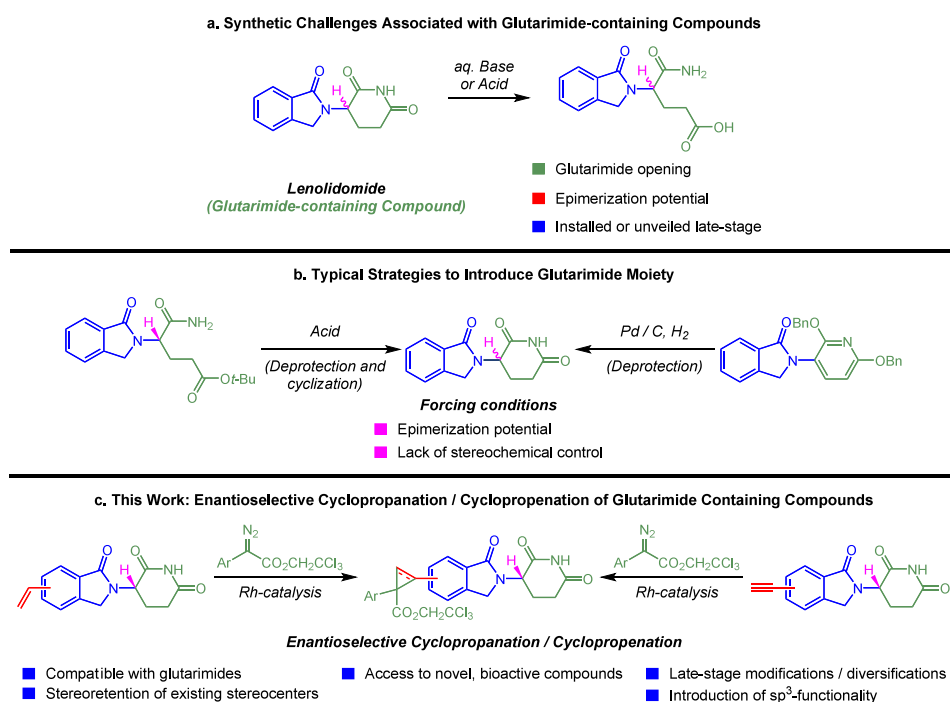 a. Synthetic Challenges Associated with Glutarimide-containing Compounds
O
N
H
O
NH
O
aq. Base
or Acid
O
N
H
O
NH2
O
OH
Lenolidomide
(Glutarimide-containing Compound)
Glutarimide opening
Epimerization potential
Installed or unveiled late-stage
b. Typical Strategies to Introduce Glutarimide Moiety
O
N
H
O
NH2
O
Ot-Bu
Acid
(Deprotection and
cyclization)
O
N
H
O
NH
O
Pd / C, H2
(Deprotection)
O
N
BnO
N
OBn
Forcing conditions
Epimerization potential
Lack of stereochemical control
c. This Work: Enantioselective Cyclopropanation / Cyclopropenation of Glutarimide Containing Compounds
O
N
H
O
NH
O
N2
Ar
CO2CH2CCl3
Rh-catalysis
Ar
CO2CH2CCl3
O
N
H
O
NH
O
N2
Ar
CO2CH2CCl3
Rh-catalysis
O
N
H
O
NH
O
Enantioselective Cyclopropanation / Cyclopropenation
Compatible with glutarimides
Stereoretention of existing stereocenters
Access to novel, bioactive compounds
Late-stage modifications / diversifications
Introduction of sp3-functionality